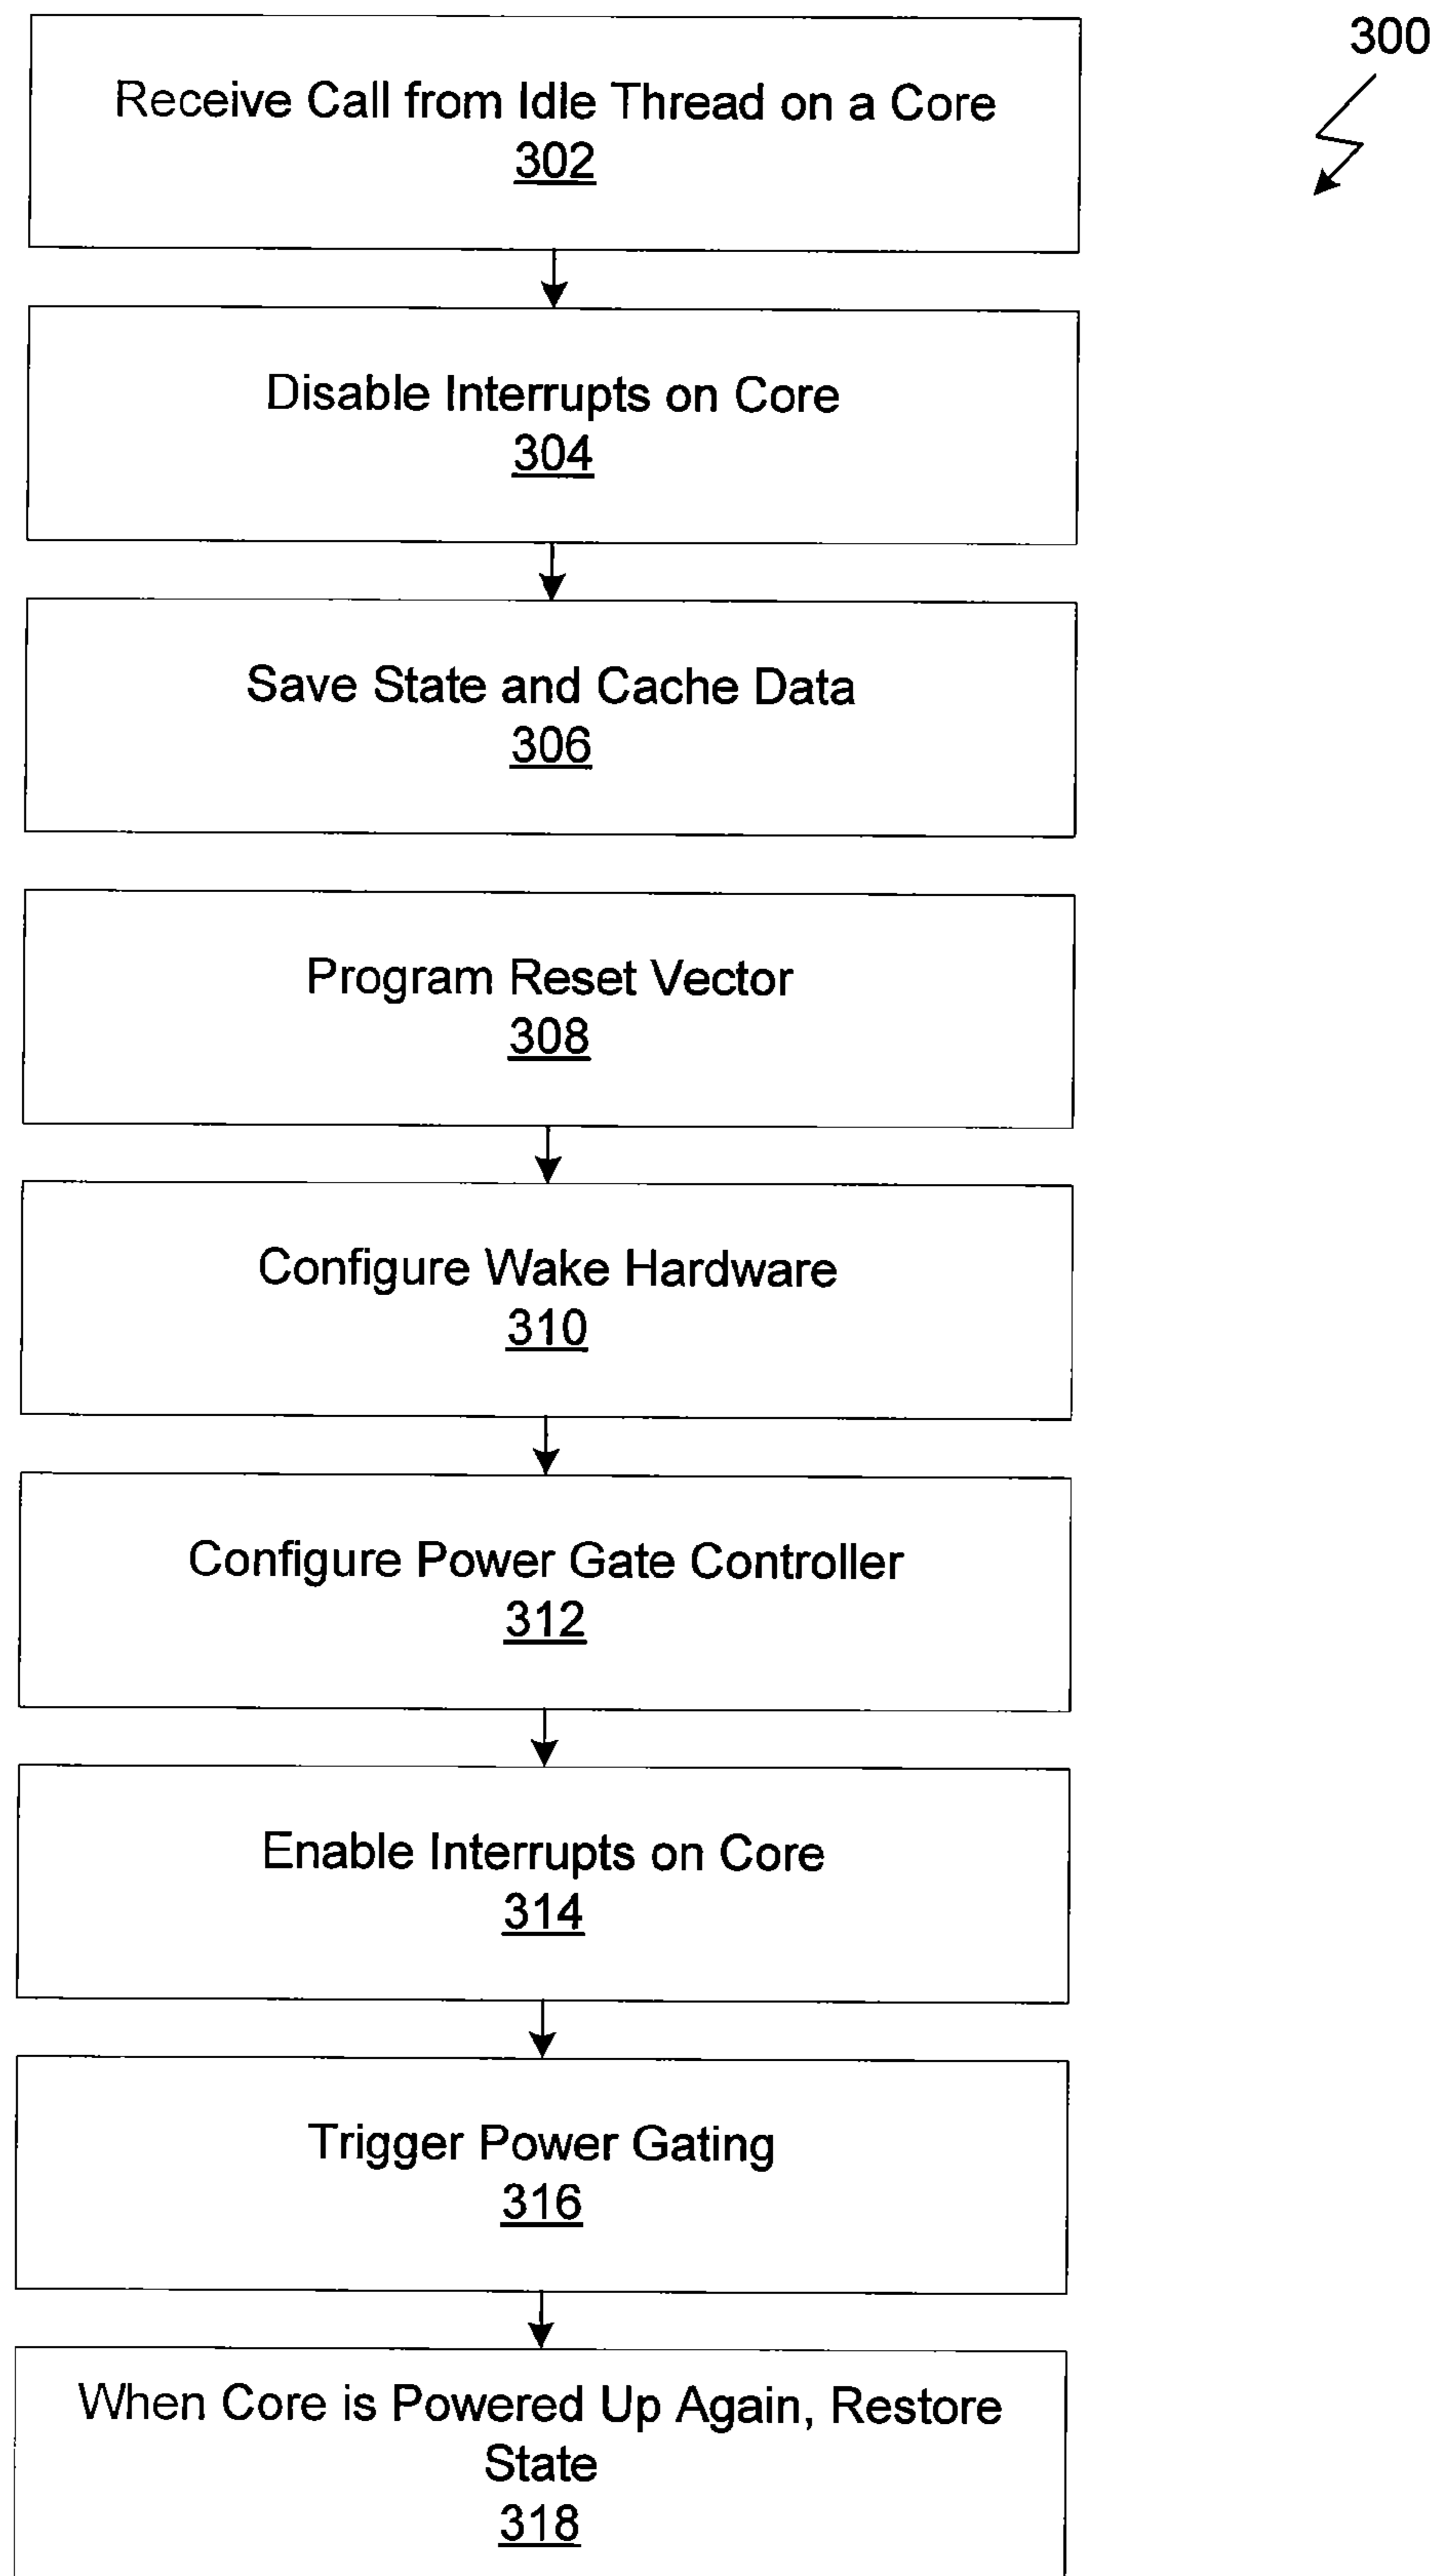 300
Receive Call from Idle Thread on a Core
302
Disable Interrupts on Core
304
Save State and Cache Data
306
Program Reset Vector
308
Configure Wake Hardware
310
Configure Power Gate Controller
312
Enable Interrupts on Core
314
Trigger Power Gating
316
When Core is Powered Up Again, Restore
State
318